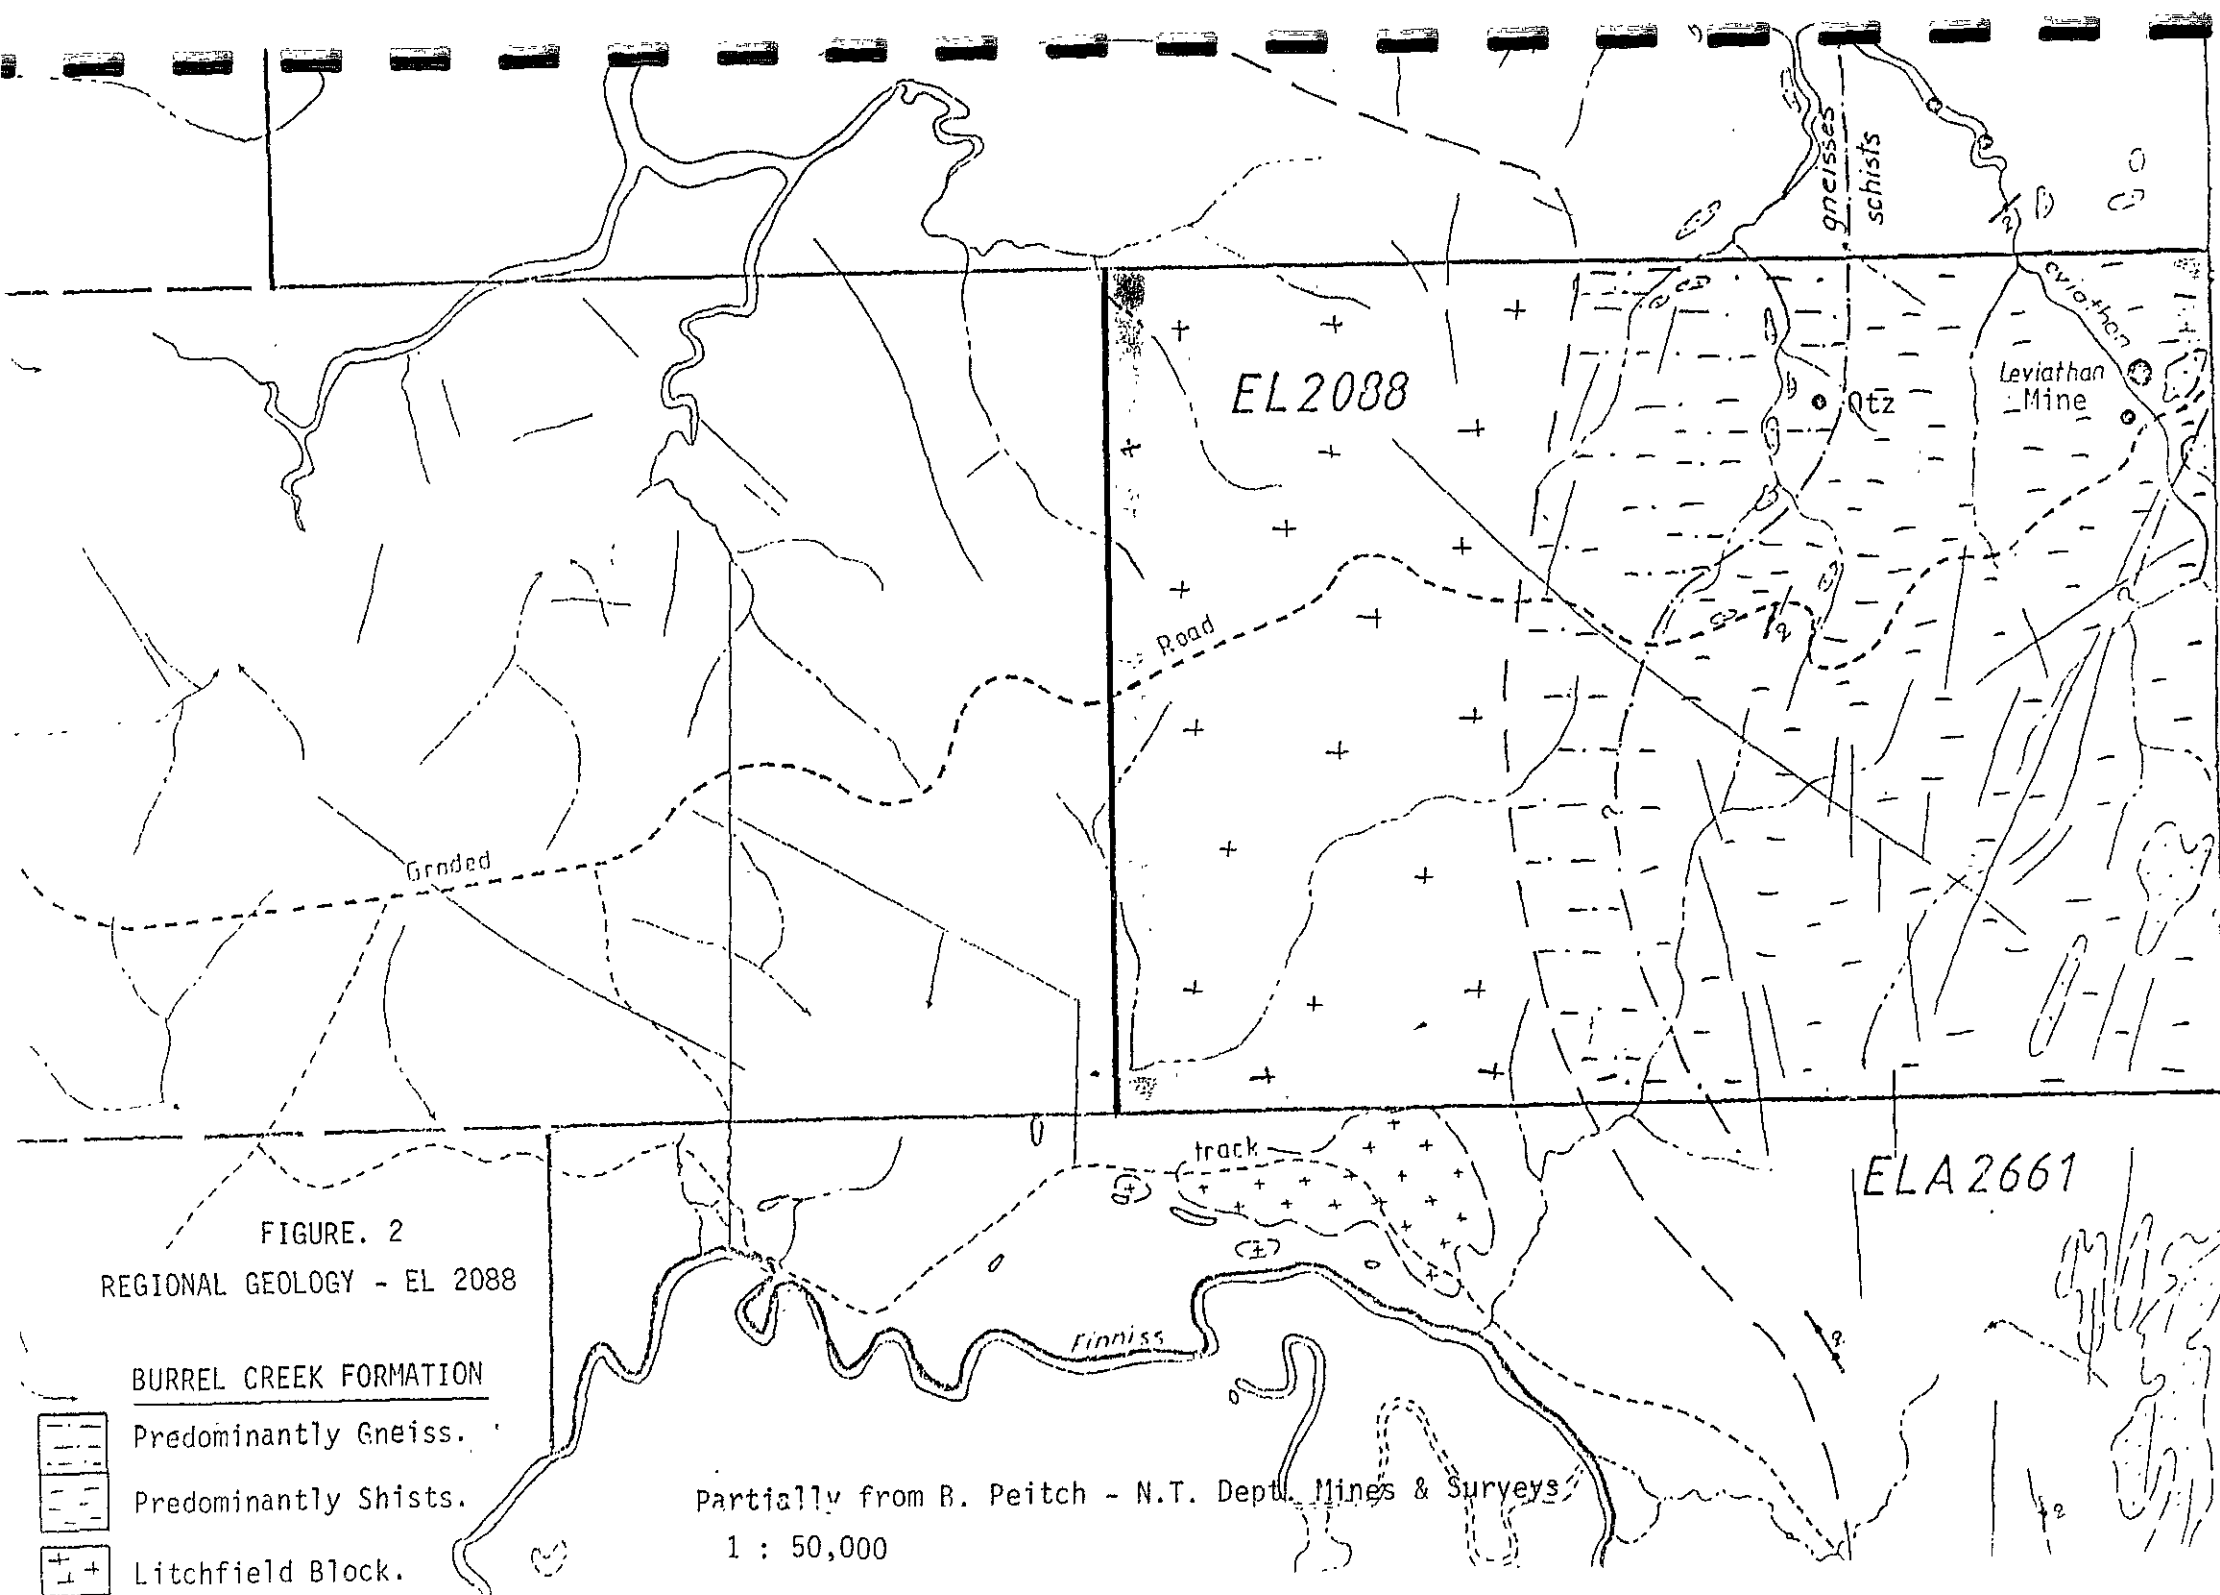 gneisses
schists
Leviathan
EL2088
Qtz
Leviathan
Mine
?
?
?
Road
?
Graded
track
ELA 2661
FIGURE. 2
REGIONAL GEOLOGY - EL 2088
Finniss
BURREL CREEK FORMATION
Predominantly Gneiss.
Predominantly Shists.
Litchfield Block.
Partially from B. Peitch - N.T. Dept. Mines & Surveys
1 : 50,000